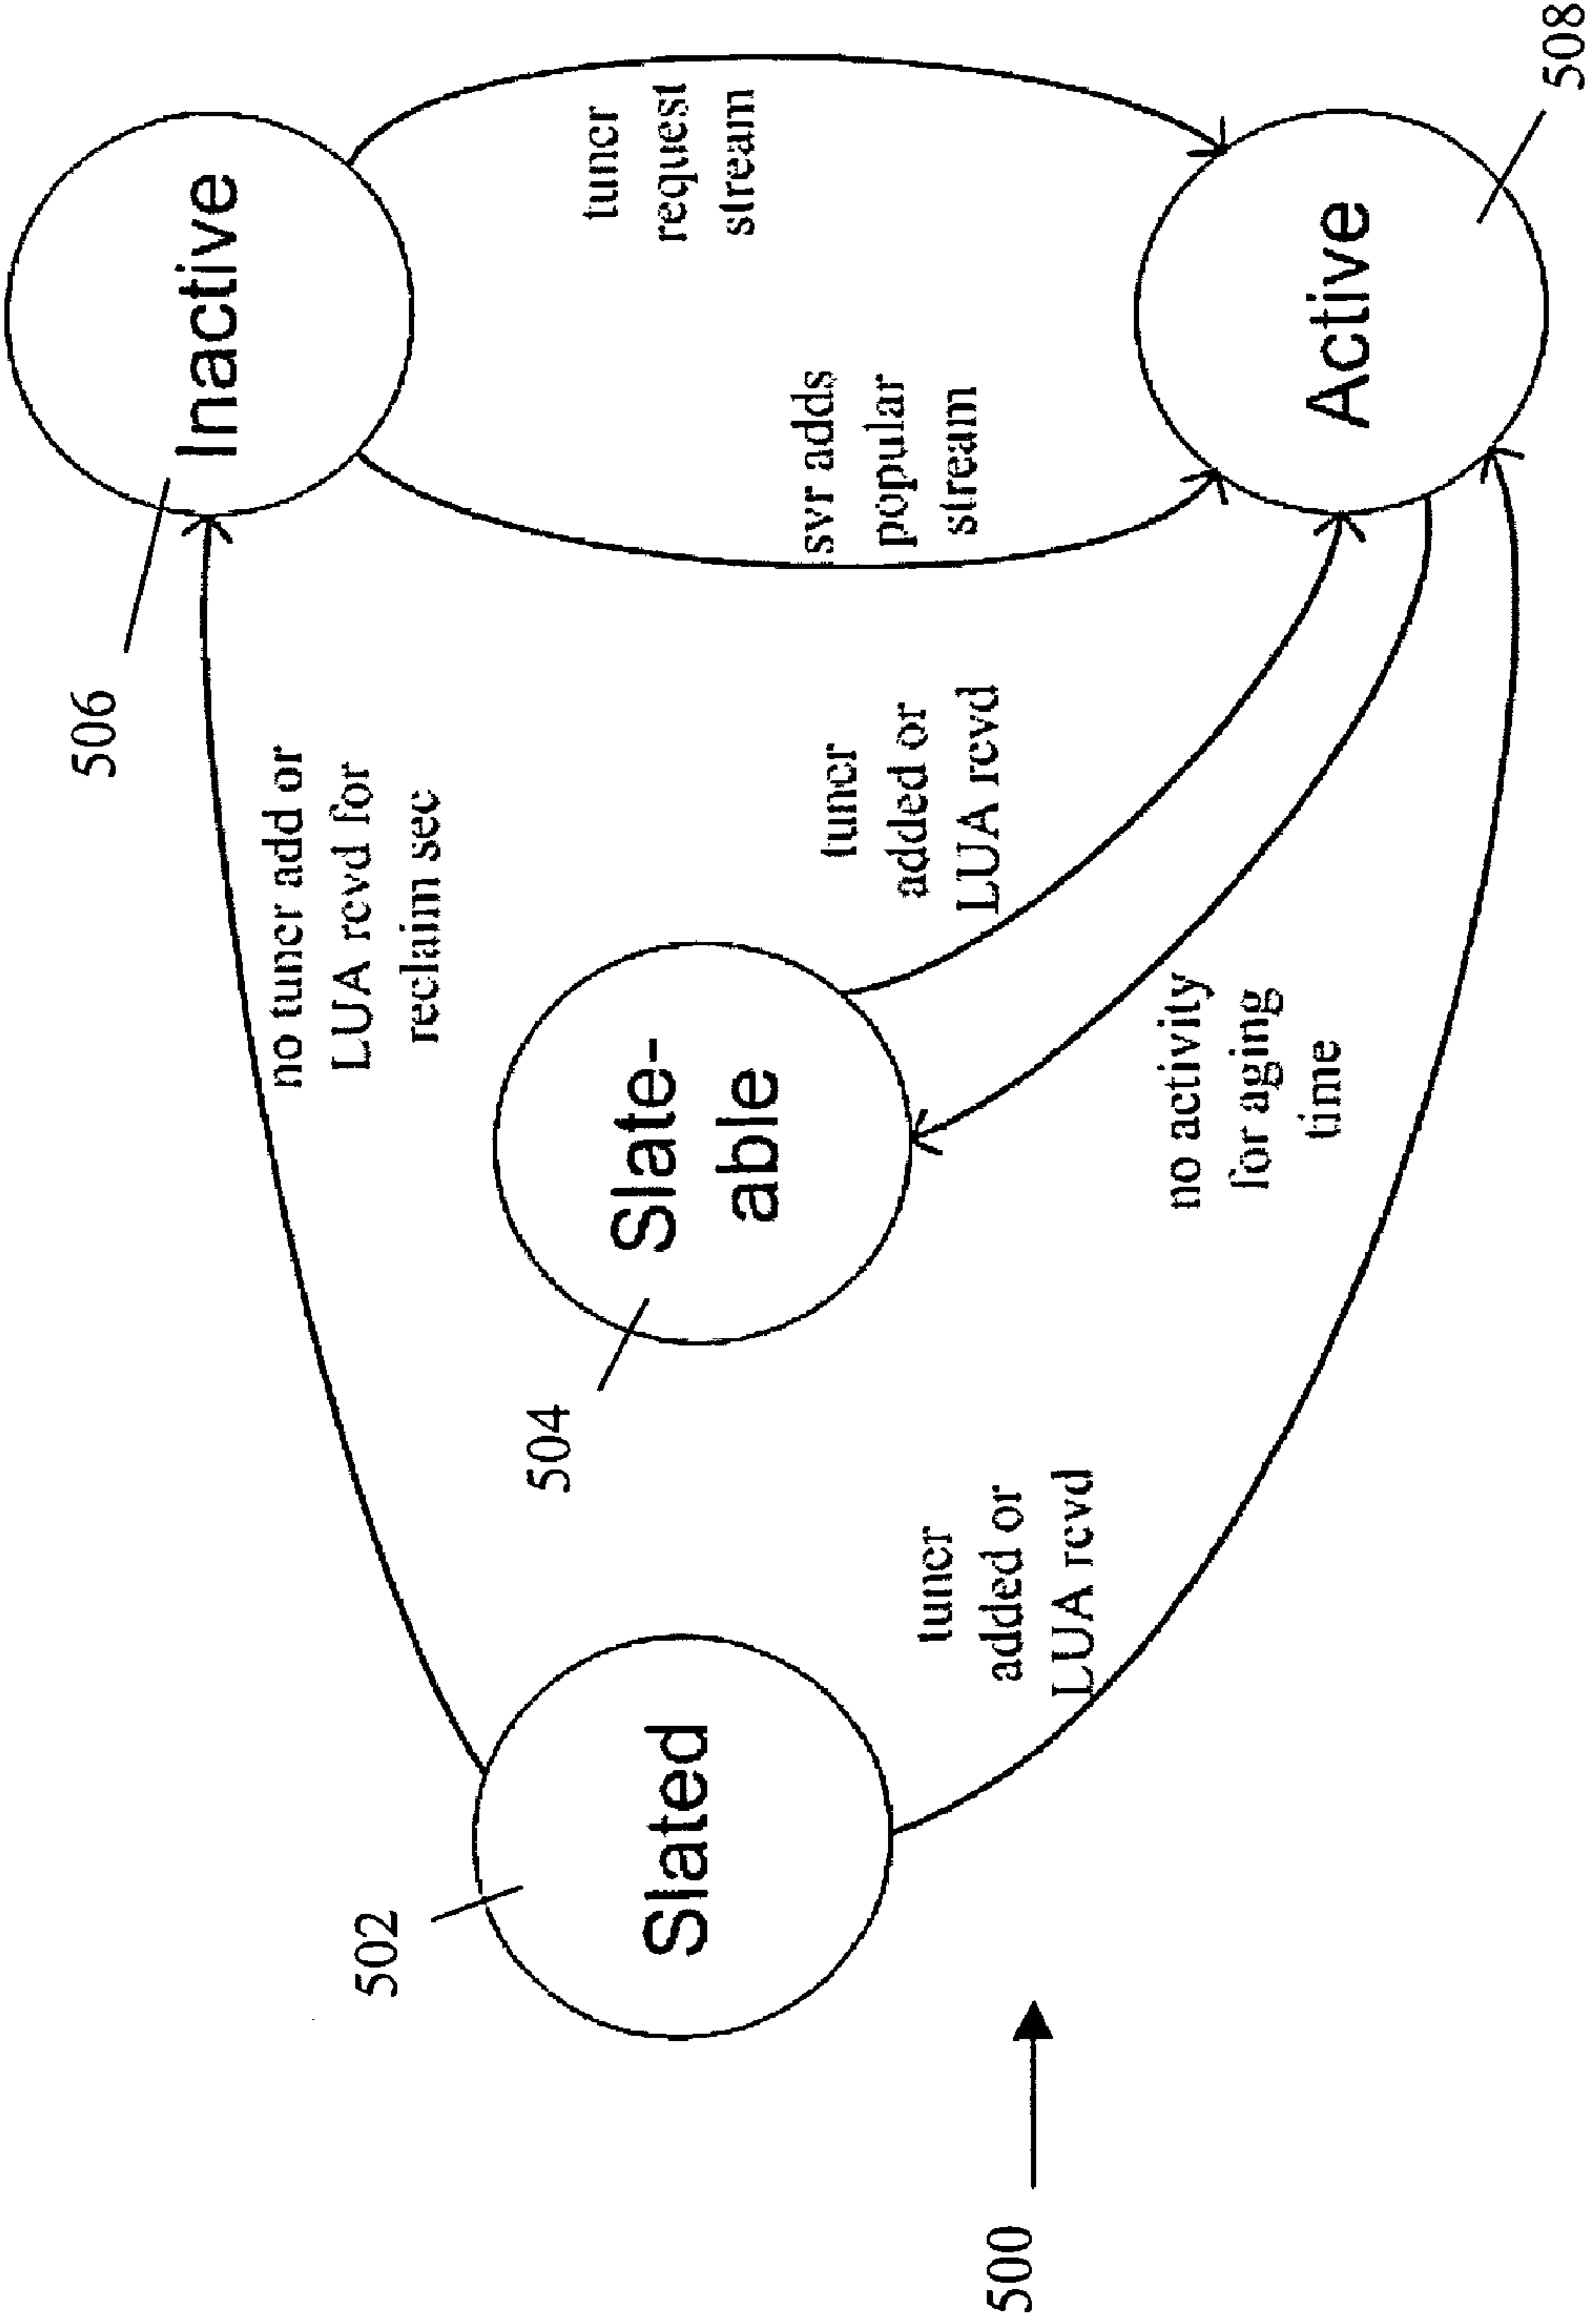 506
Inactive
no tuner add or
LUA rcvd for
reclaim sec
502
504
tuner
request
stream
Slate-
able
Slated
svr adds
popular
stream
tuner
added or
LUA rcvd
tuner
added or
LUA rcvd
500
no activity
for aging
time
Active
508